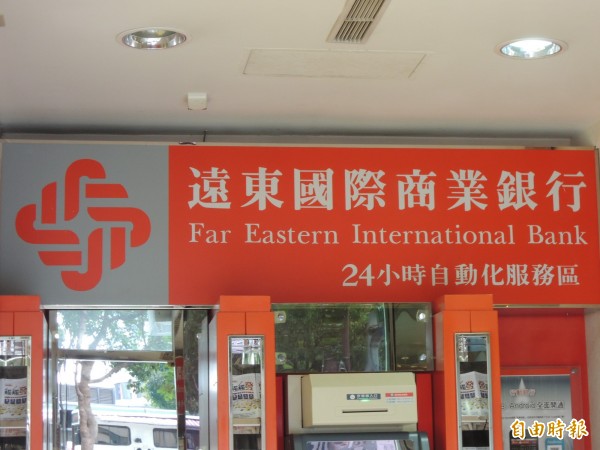 遠東國際商業銀行
Far Eastern International Bank
24小時自動化服務區
自由時報